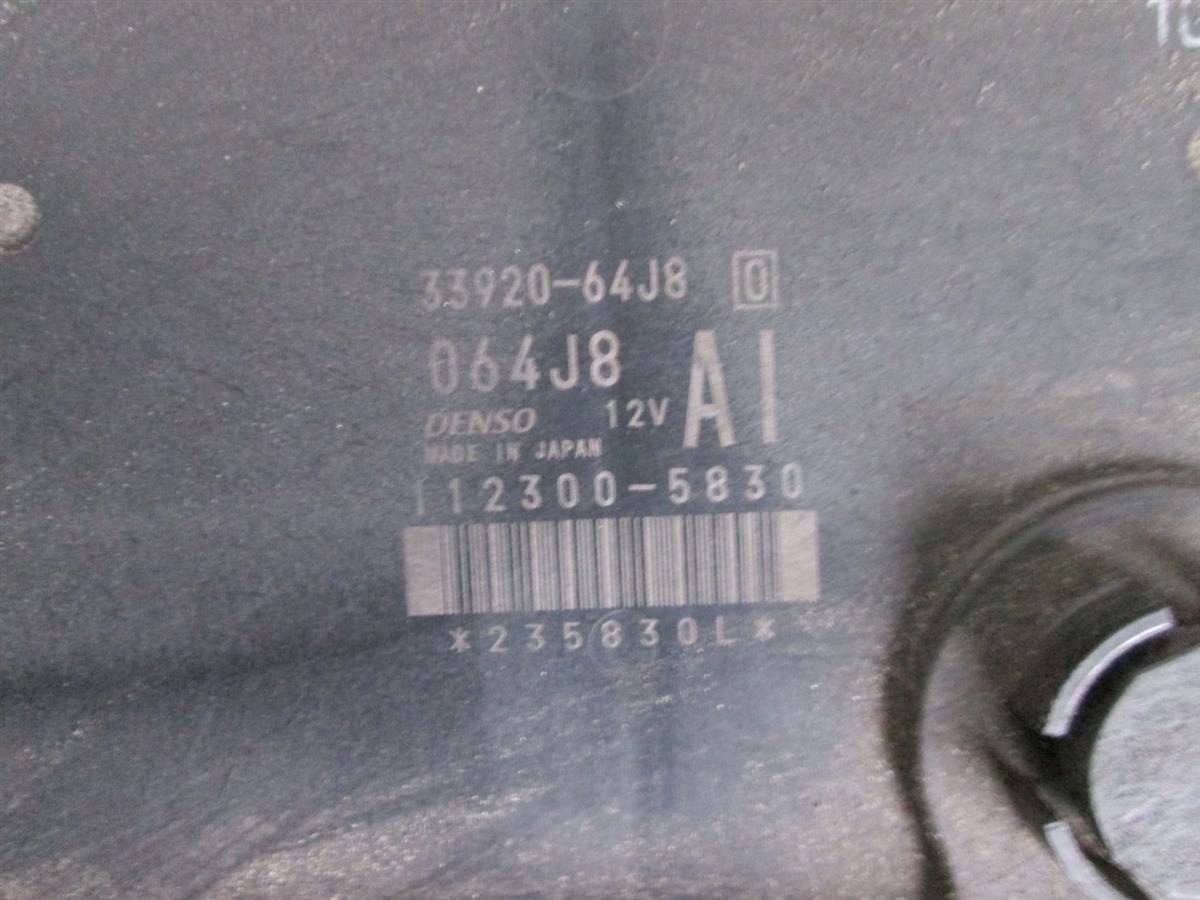 33920-64J8 0
064J8 AI
DENSO 12V
MADE IN JAPAN
112300-5830
*235830L*